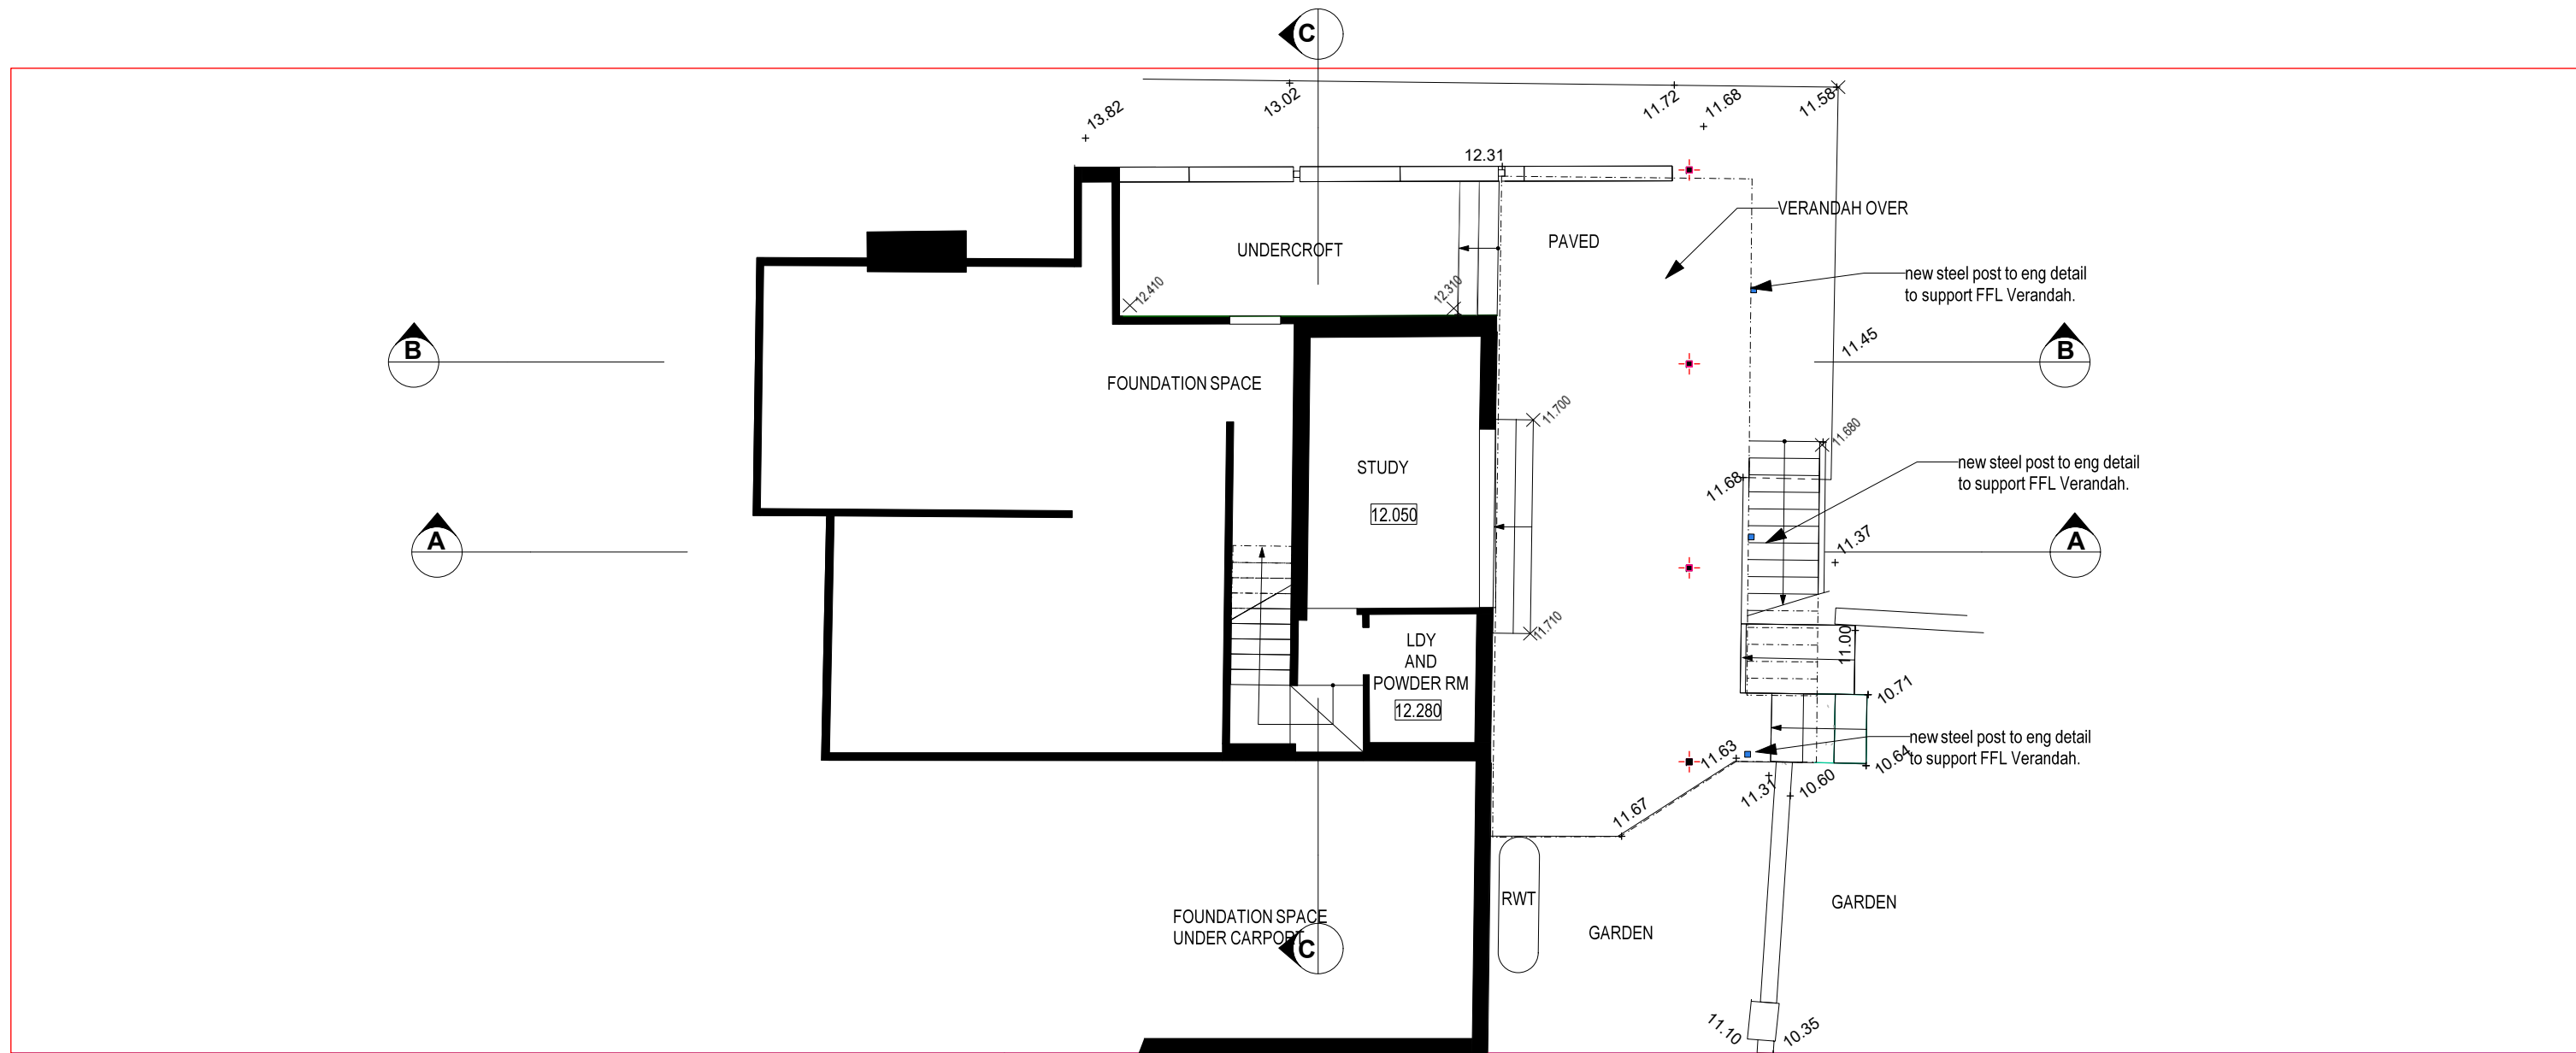 C
13.82
13.02
11.72
11.68
11.58
12.31
VERANDAH OVER
UNDERCROFT
PAVED
new steel post to eng detail
to support FFL Verandah.
12.410
12.310
B
11.45
B
FOUNDATION SPACE
11.700
11.680
STUDY
new steel post to eng detail
to support FFL Verandah.
11.68
12.050
A
11.37
A
11.710
LDY
AND
POWDER RM
12.280
11.00
10.71
new steel post to eng detail
to support FFL Verandah.
11.63
10.64
11.31
10.60
11.67
RWT
GARDEN
GARDEN
FOUNDATION SPACE
UNDER CARPORT
C
11.10
10.35